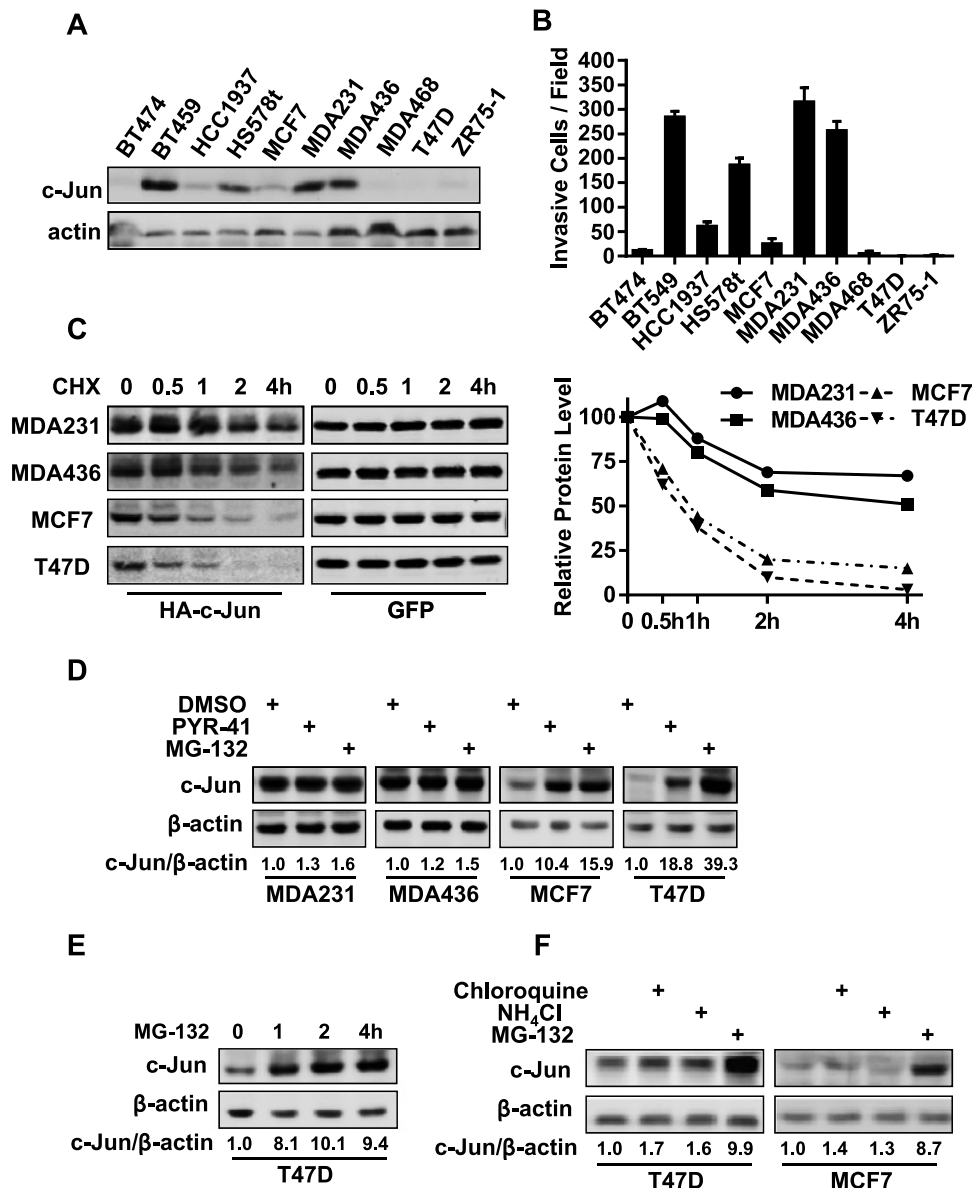 A
BT474
BT459
HCC1937
HS578t
MCF7
MDA231
MDA436
MDA468
T47D
ZR75-1
c-Jun
actin
B
Invasive Cells / Field
400
350
300
250
200
150
100
50
0
BT474
BT549
HCC1937
HS578t
MCF7
MDA231
MDA436
MDA468
T47D
ZR75-1
C
CHX 0 0.5 1 2 4h 0 0.5 1 2 4h
MDA231
MDA436
MCF7
T47D
HA-c-Jun GFP
MDA231 MCF7
MDA436 T47D
Relative Protein Level
100
75
50
25
0
0 0.5h 1h 2h 4h
D
DMSO + + + +
PYR-41 + + + +
MG-132 + + + +
c-Jun
β-actin
c-Jun/β-actin 1.0 1.3 1.6 1.0 1.2 1.5 1.0 10.4 15.9 1.0 18.8 39.3
MDA231 MDA436 MCF7 T47D
E
MG-132 0 1 2 4h
c-Jun
β-actin
c-Jun/β-actin 1.0 8.1 10.1 9.4
T47D
F
Chloroquine + +
NH₄Cl + +
MG-132 + +
c-Jun
β-actin
c-Jun/β-actin 1.0 1.7 1.6 9.9 1.0 1.4 1.3 8.7
T47D MCF7